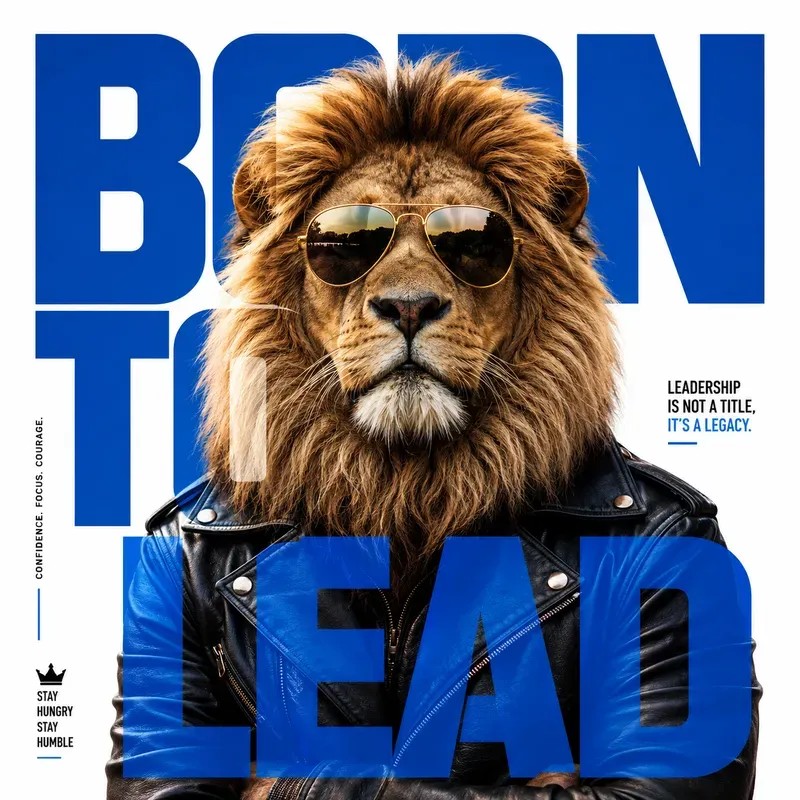 BORN
TO
LEAD
LEADERSHIP
IS NOT A TITLE,
IT'S A LEGACY.
CONFIDENCE. FOCUS. COURAGE.
STAY
HUNGRY
STAY
HUMBLE